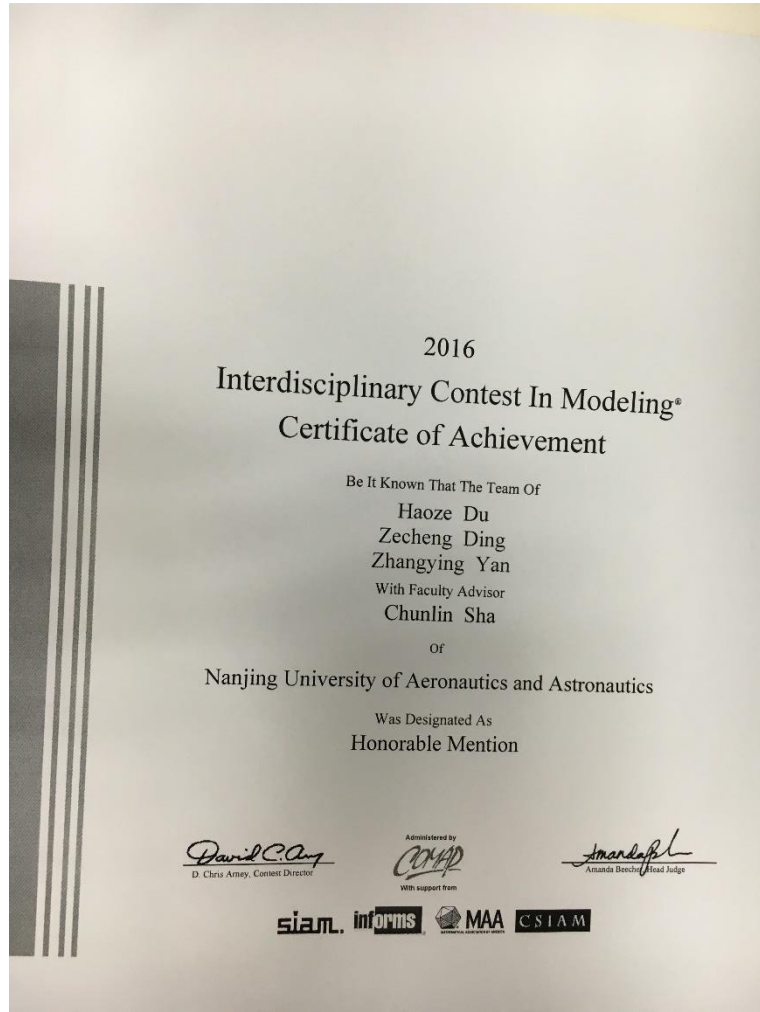 2016
Interdisciplinary Contest In Modeling®
Certificate of Achievement
Be It Known That The Team Of
Haoze Du
Zecheng Ding
Zhangying Yan
With Faculty Advisor
Chunlin Sha
Of
Nanjing University of Aeronautics and Astronautics
Was Designated As
Honorable Mention
David C. Arney
D. Chris Arney, Contest Director
Administered by
COMAP
With support from
Amanda Beecher, Head Judge
siam. informs MAA CSIAM